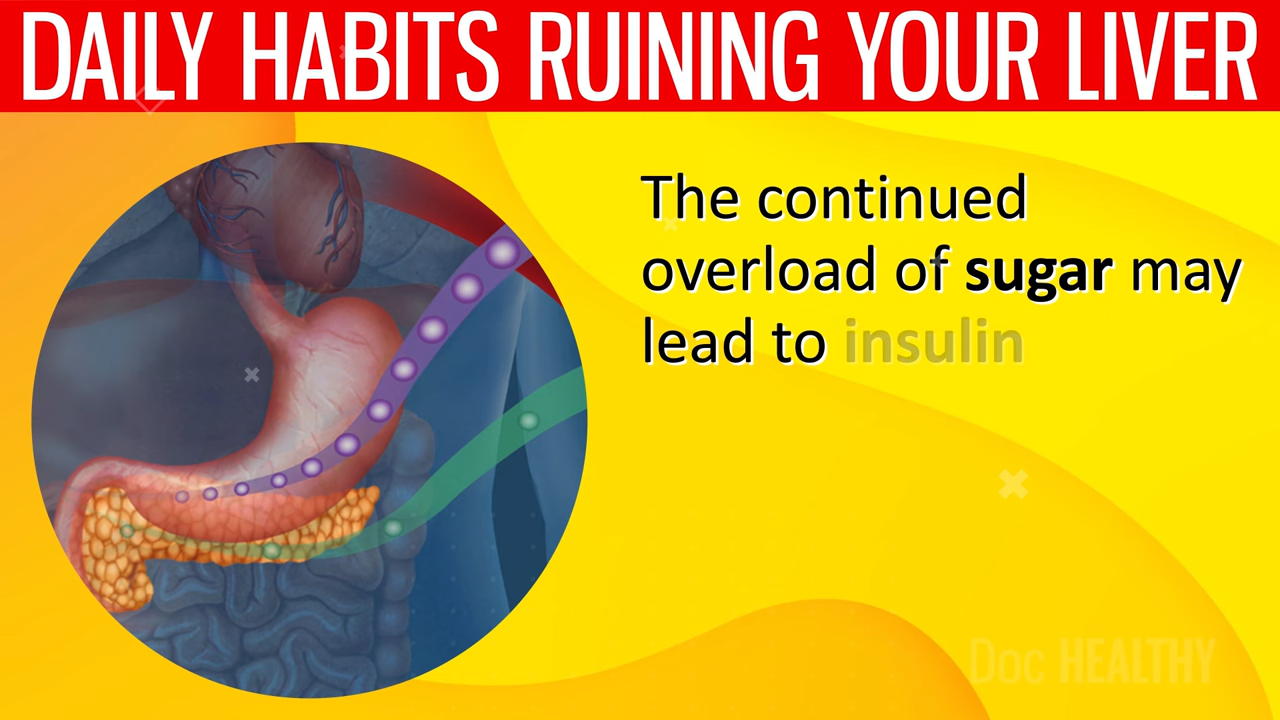 DAILY HABITS RUINING YOUR LIVER
The continued
overload of sugar may
lead to insulin
Doc HEALTHY